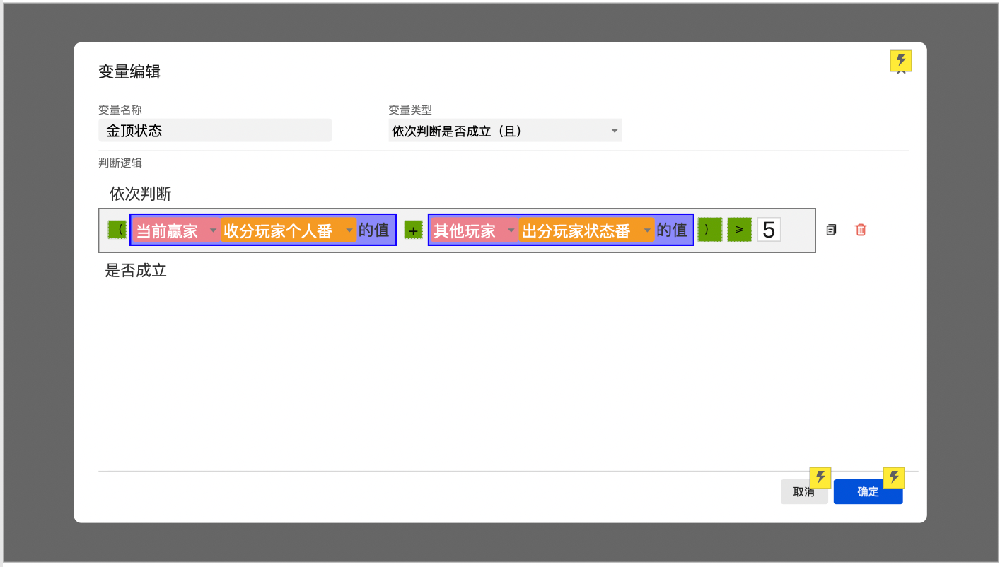 变量编辑
变量名称 变量类型
金顶状态 依次判断是否成立（且）
判断逻辑
依次判断
( 当前赢家 收分玩家个人番 的值 + 其他玩家 出分玩家状态番 的值 ) ≥ 5
是否成立
取消 确定